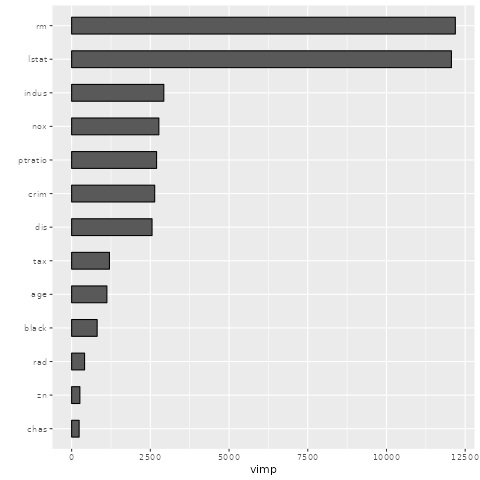 rm
lstat
indus
nox
ptratio
crim
dis
tax
age
black
rad
zn
chas
0 2500 5000 7500 10000 12500
vimp